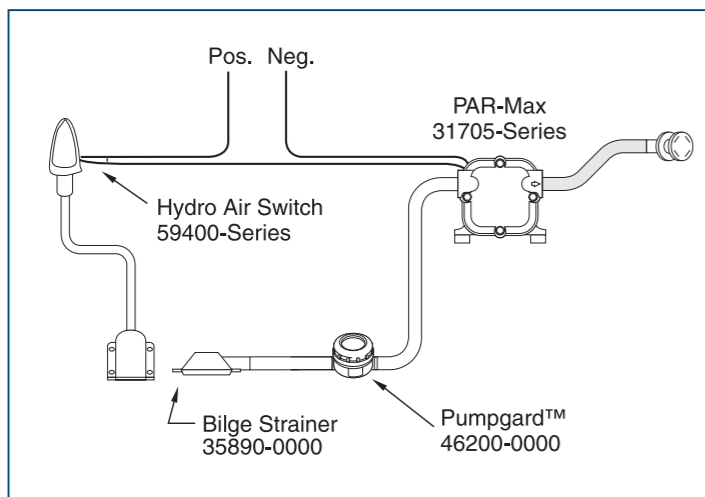 Pos. Neg.
PAR-Max
31705-Series
Hydro Air Switch
59400-Series
Bilge Strainer
35890-0000
Pumpgard™
46200-0000